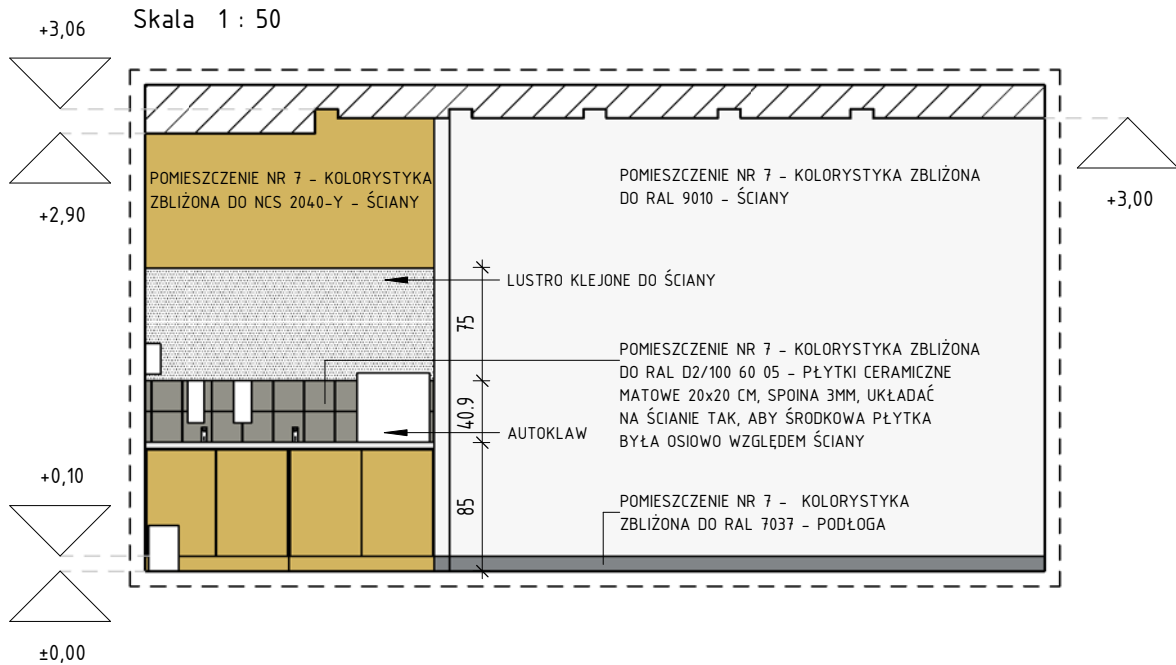 Skala 1 : 50
+3,06
+2,90
+3,00
POMIESZCZENIE NR 7 - KOLORYSTYKA
ZBLIŻONA DO NCS 2040-Y - ŚCIANY
POMIESZCZENIE NR 7 - KOLORYSTYKA ZBLIŻONA
DO RAL 9010 - ŚCIANY
LUSTRO KLEJONE DO ŚCIANY
75
POMIESZCZENIE NR 7 - KOLORYSTYKA ZBLIŻONA
DO RAL D2/100 60 05 - PŁYTKI CERAMICZNE
MATOWE 20x20 CM, SPOINA 3MM, UKŁADAĆ
NA ŚCIANIE TAK, ABY ŚRODKOWA PŁYTKA
BYŁA OSIOWO WZGLĘDEM ŚCIANY
40.9
AUTOKLAW
+0,10
85
POMIESZCZENIE NR 7 - KOLORYSTYKA
ZBLIŻONA DO RAL 7037 - PODŁOGA
±0,00